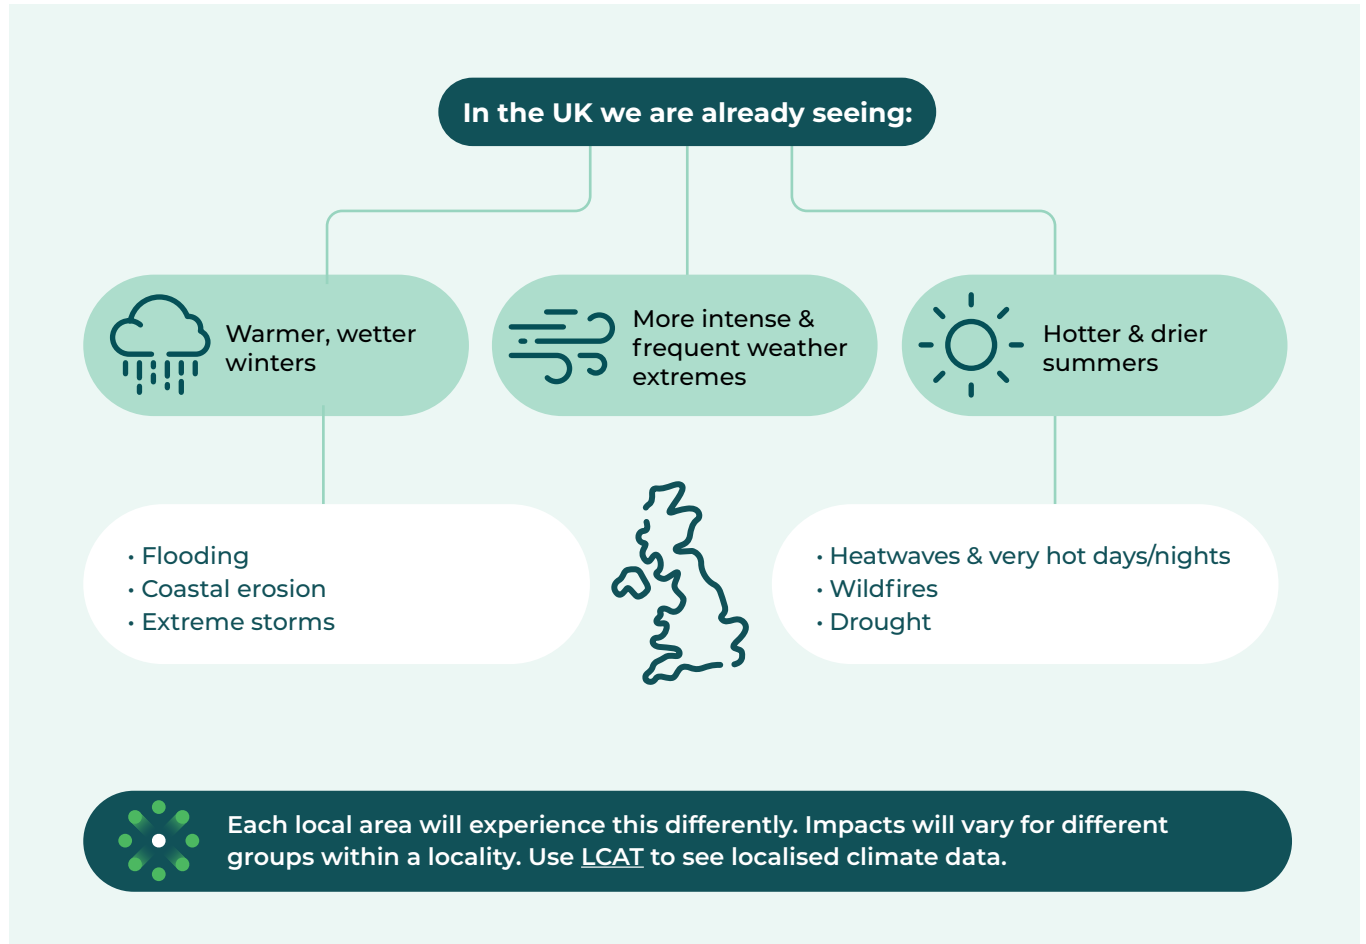 In the UK we are already seeing:
Warmer, wetter
winters
More intense &
frequent weather
extremes
Hotter & drier
summers
• Flooding
• Coastal erosion
• Extreme storms
• Heatwaves & very hot days/nights
• Wildfires
• Drought
Each local area will experience this differently. Impacts will vary for different
groups within a locality. Use LCAT to see localised climate data.